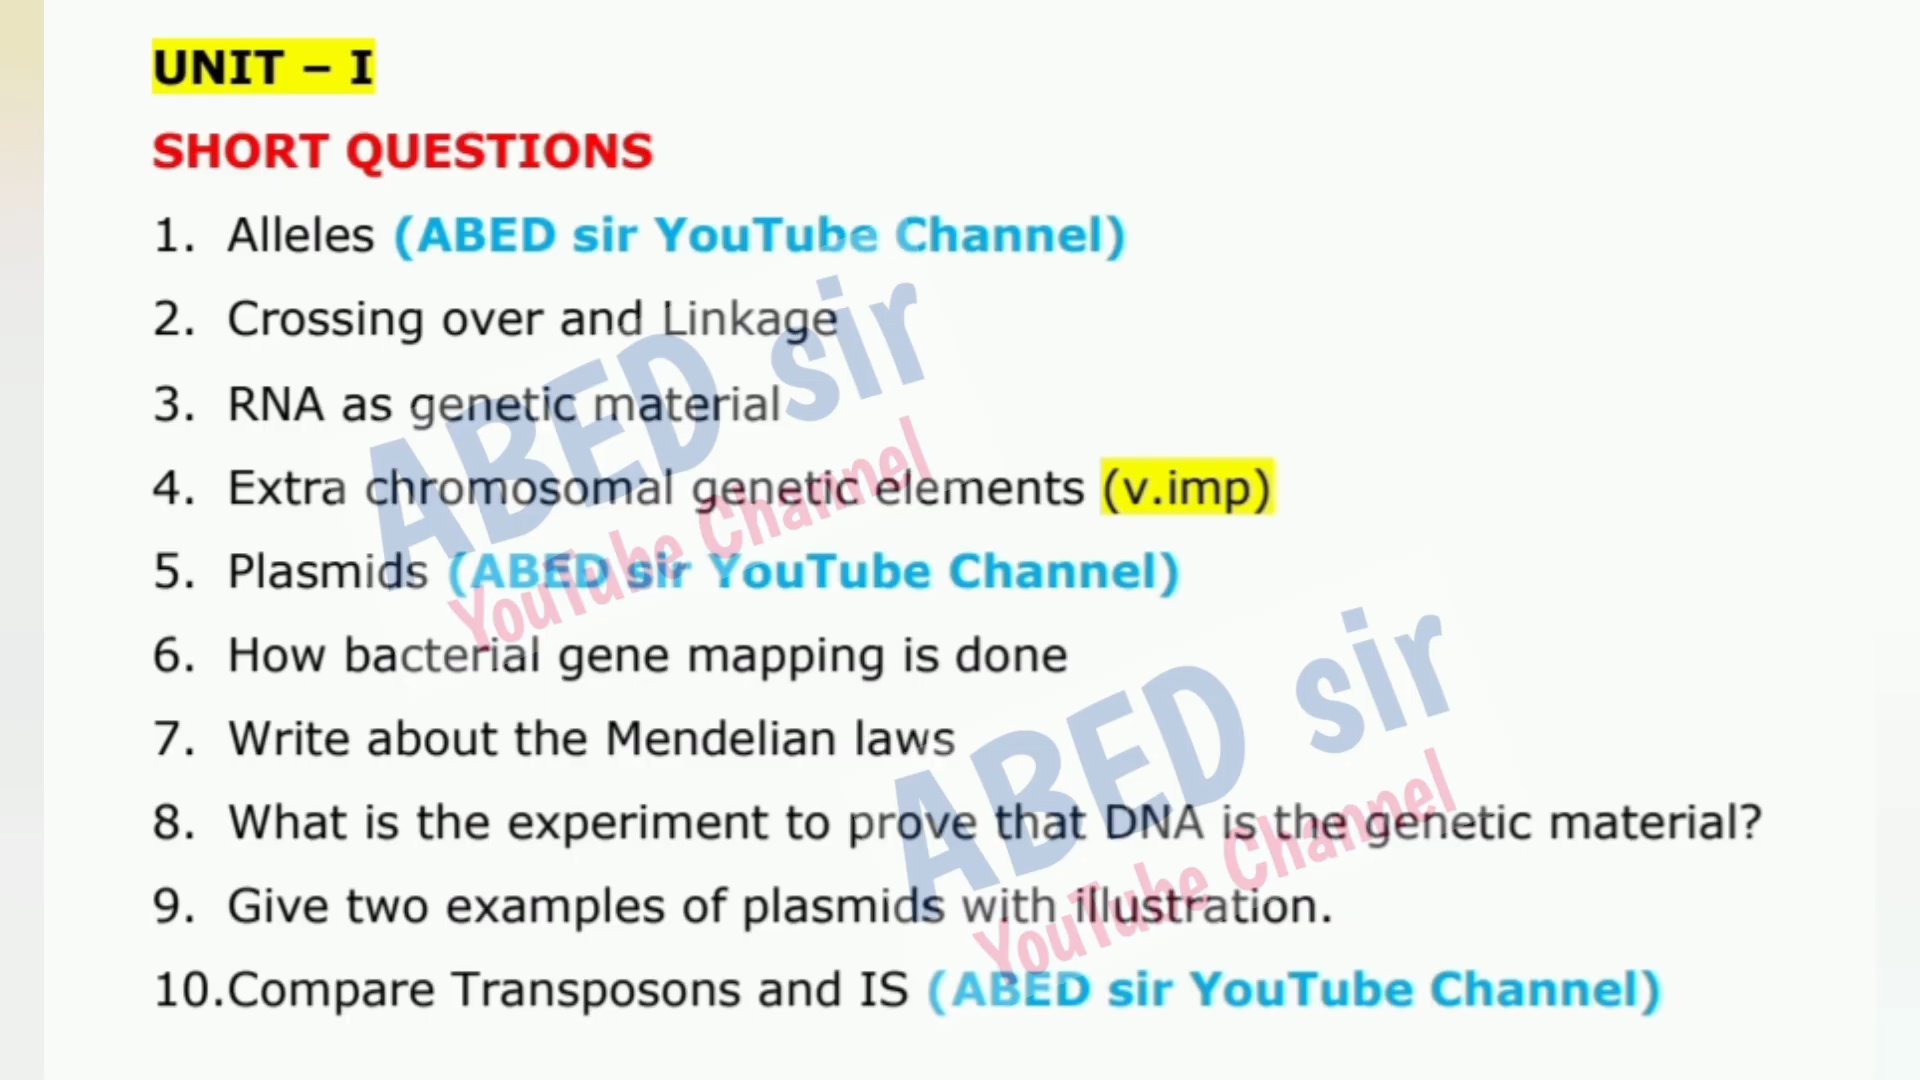 UNIT – I
SHORT QUESTIONS
1. Alleles (ABED sir YouTube Channel)
2. Crossing over and Linkage
3. RNA as genetic material
4. Extra chromosomal genetic elements (v.imp)
5. Plasmids (ABED sir YouTube Channel)
6. How bacterial gene mapping is done
7. Write about the Mendelian laws
8. What is the experiment to prove that DNA is the genetic material?
9. Give two examples of plasmids with illustration.
10.Compare Transposons and IS (ABED sir YouTube Channel)
ABED sir
YouTube Channel
ABED sir
YouTube Channel